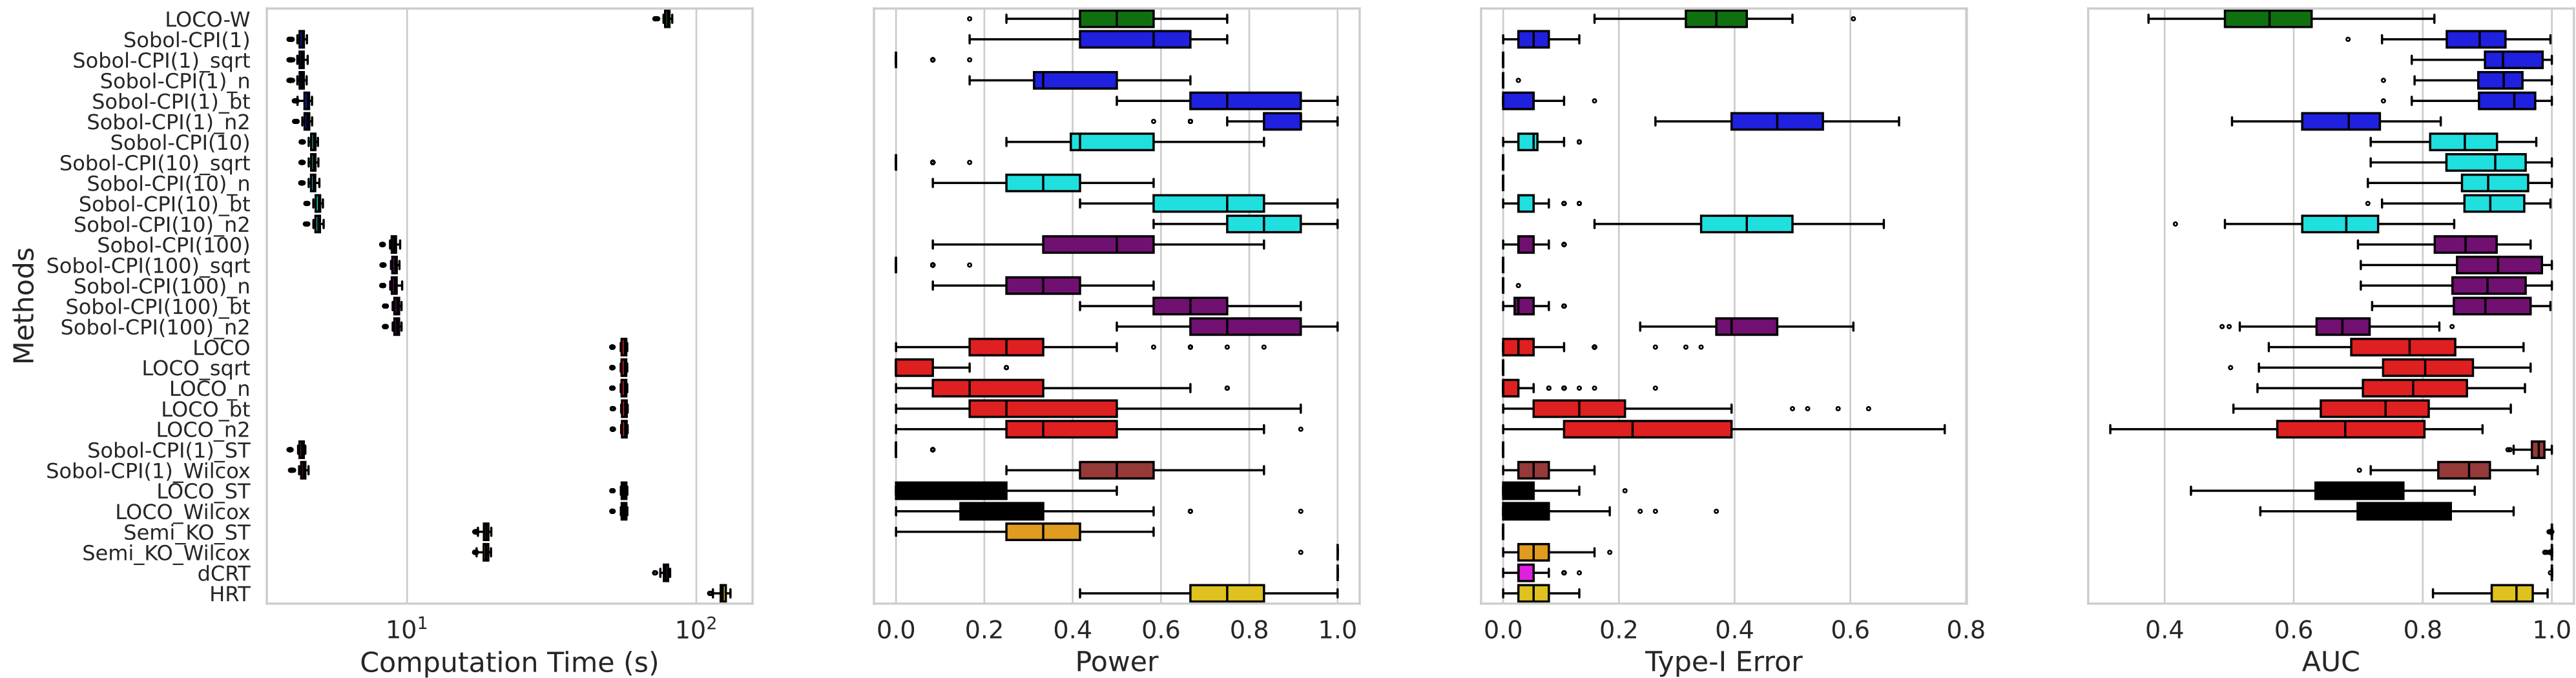 Methods
LOCO-W
Sobol-CPI(1)
Sobol-CPI(1)_sqrt
Sobol-CPI(1)_n
Sobol-CPI(1)_bt
Sobol-CPI(1)_n2
Sobol-CPI(10)
Sobol-CPI(10)_sqrt
Sobol-CPI(10)_n
Sobol-CPI(10)_bt
Sobol-CPI(10)_n2
Sobol-CPI(100)
Sobol-CPI(100)_sqrt
Sobol-CPI(100)_n
Sobol-CPI(100)_bt
Sobol-CPI(100)_n2
LOCO
LOCO_sqrt
LOCO_n
LOCO_bt
LOCO_n2
Sobol-CPI(1)_ST
Sobol-CPI(1)_Wilcox
LOCO_ST
LOCO_Wilcox
Semi_KO_ST
Semi_KO_Wilcox
dCRT
HRT
10¹ 10²
Computation Time (s)
0.0 0.2 0.4 0.6 0.8 1.0
Power
0.0 0.2 0.4 0.6 0.8
Type-I Error
0.4 0.6 0.8 1.0
AUC